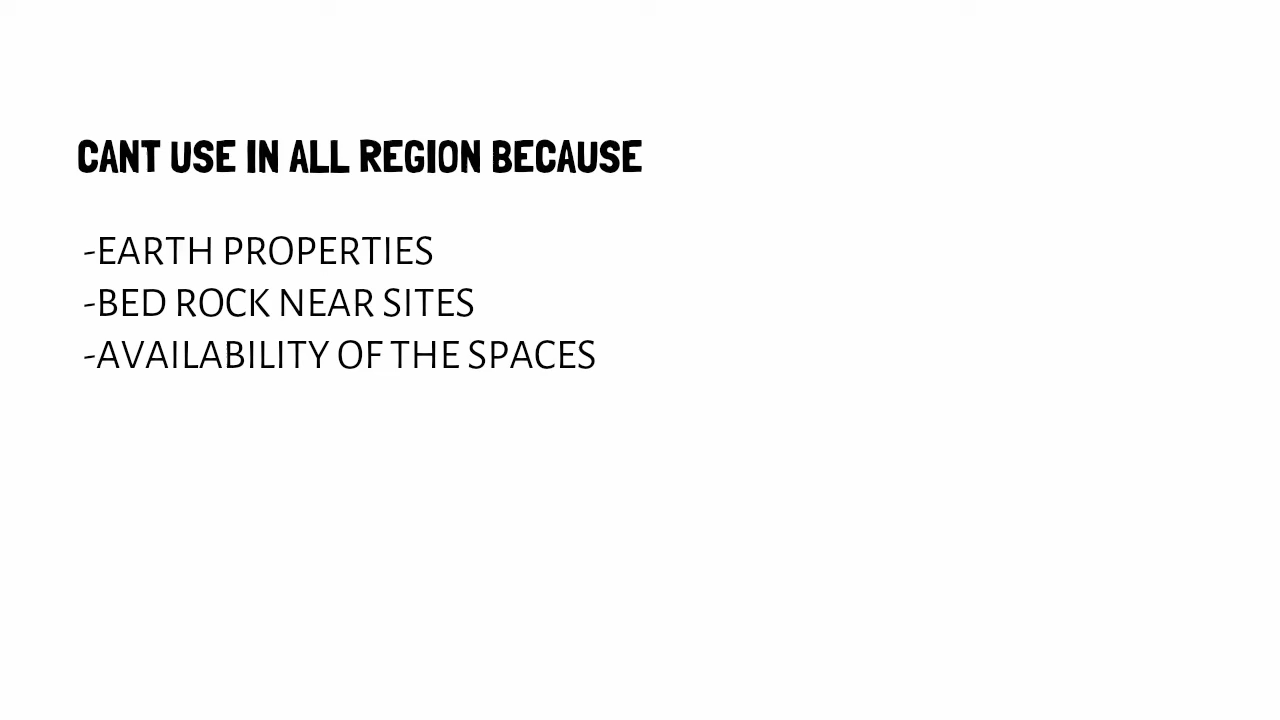 CANT USE IN ALL REGION BECAUSE
-EARTH PROPERTIES
-BED ROCK NEAR SITES
-AVAILABILITY OF THE SPACES